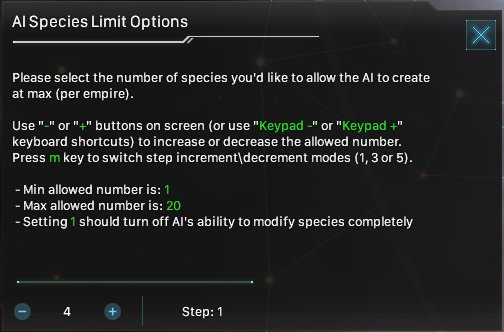 AI Species Limit Options
Please select the number of species you'd like to allow the AI to create
at max (per empire).
Use "-" or "+" buttons on screen (or use "Keypad -" or "Keypad +"
keyboard shortcuts) to increase or decrease the allowed number.
Press m key to switch step increment\decrement modes (1, 3 or 5).
- Min allowed number is: 1
- Max allowed number is: 20
- Setting 1 should turn off AI's ability to modify species completely
- 4 + Step: 1